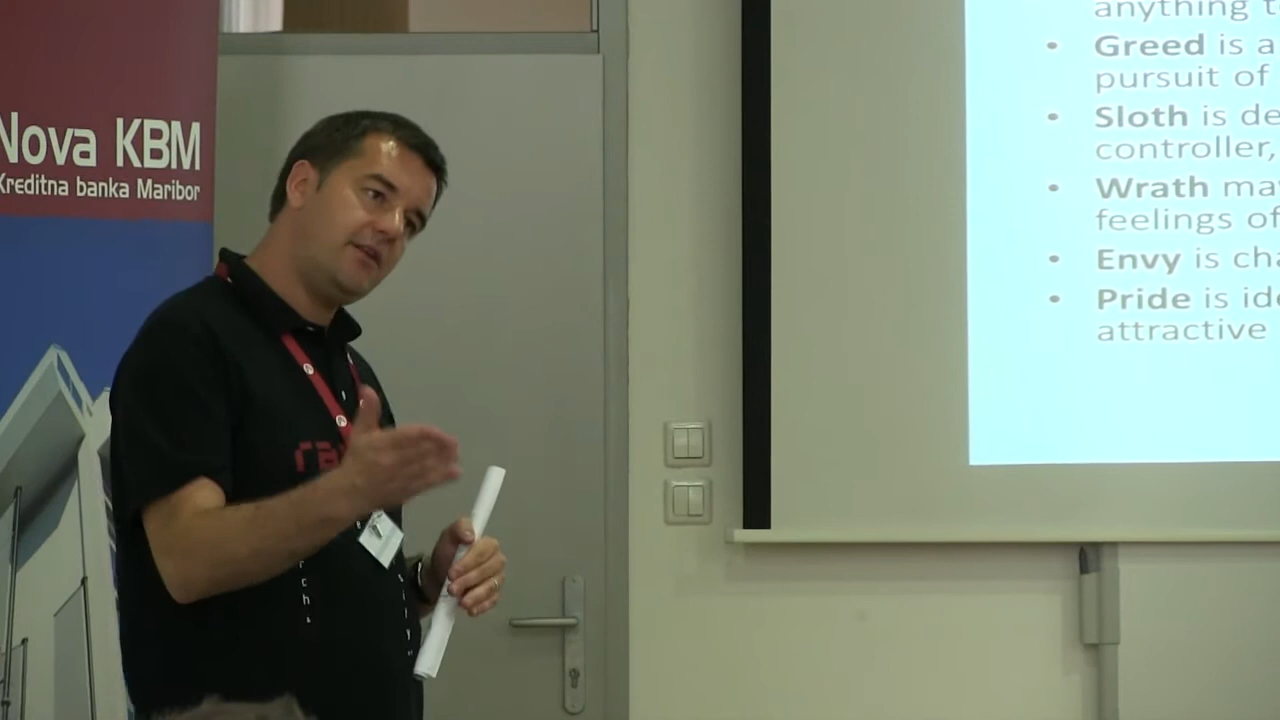 Nova KBM
Kreditna banka Maribor
anything
• Greed is a
pursuit of
• Sloth is de
controller,
• Wrath may
feelings of
• Envy is cha
• Pride is ide
attractive